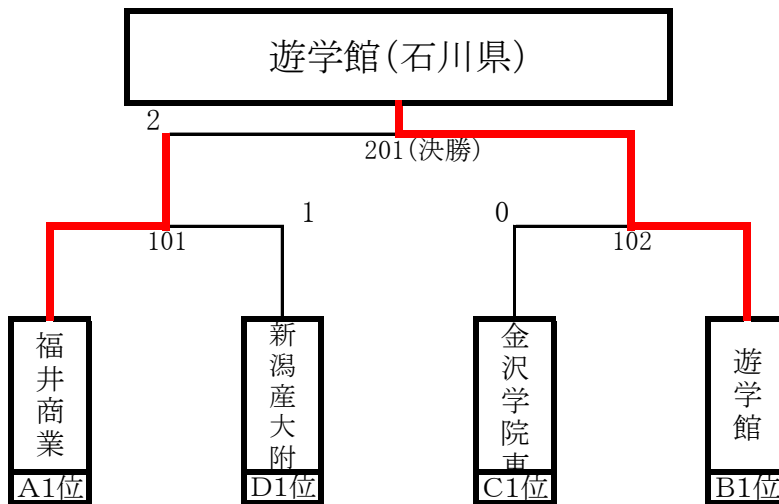 遊学館(石川県)
2
201(決勝)
1
0
101
102
福井商業
新潟産大附
金沢学院東
遊学館
A1位
D1位
C1位
B1位